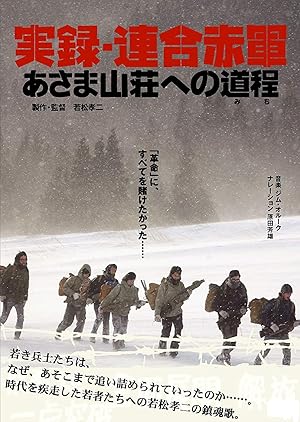 実録・連合赤軍
あさま山荘への道程
みち
製作・監督 若松孝二
「革命」に、
すべてを賭けたかった……
音楽 ジム・オルーク
ナレーション 原田芳雄
若き兵士たちは、
なぜ、あそこまで追い詰められていったのか……。
時代を疾走した若者たちへの若松孝二の鎮魂歌。